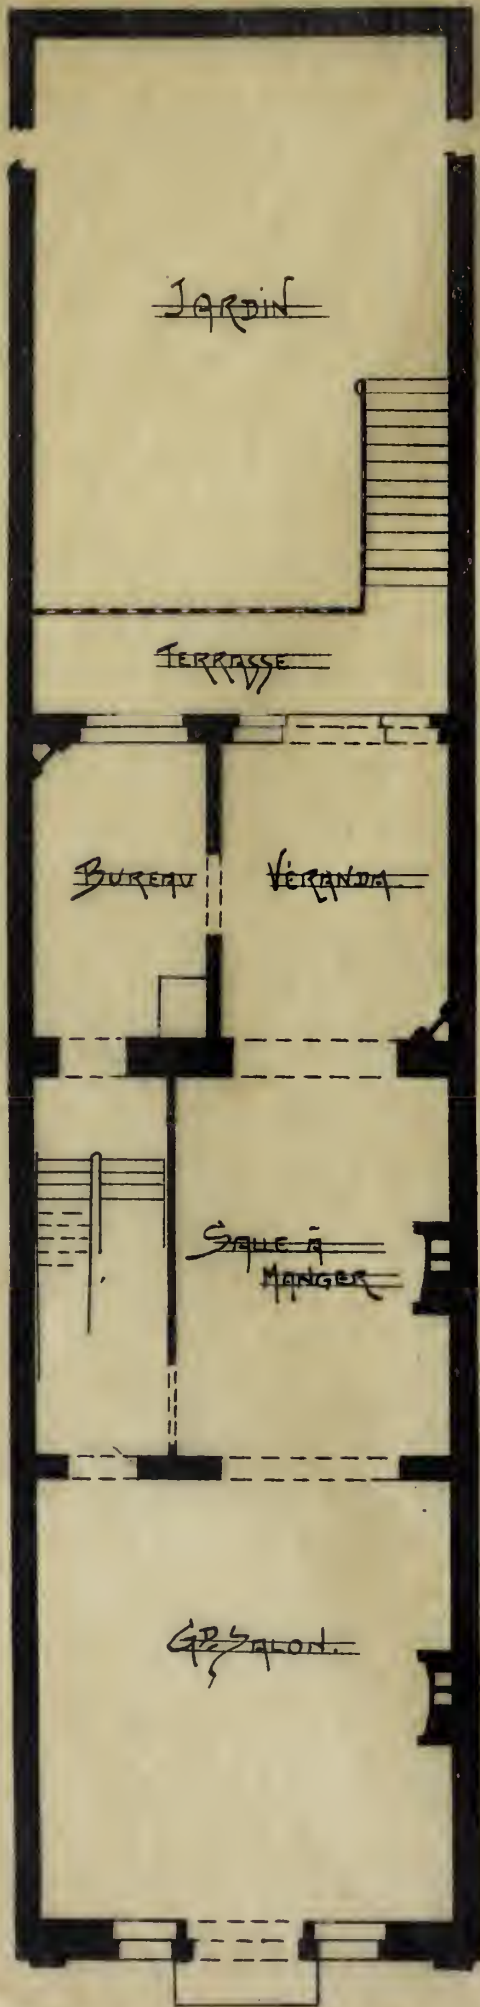 JARDIN
TERRASSE
BUREAU
VÉRANDA.
SALLE À
MANGER
GD. SALON.